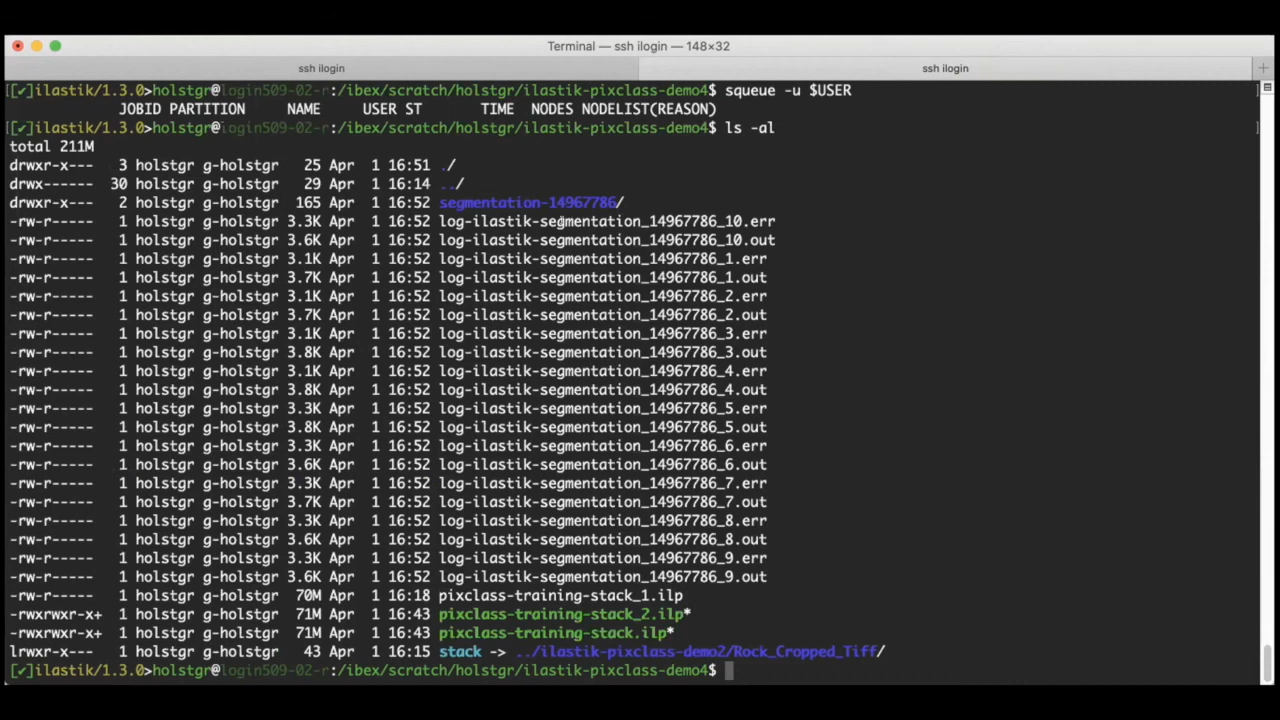 Terminal — ssh ilogin — 148×32
ssh ilogin ssh ilogin +
[[✔]ilastik/1.3.0>holstgr@login509-02-r:/ibex/scratch/holstgr/ilastik-pixclass-demo4$ squeue -u $USER ]
JOBID PARTITION NAME USER ST TIME NODES NODELIST(REASON)
[[✔]ilastik/1.3.0>holstgr@login509-02-r:/ibex/scratch/holstgr/ilastik-pixclass-demo4$ ls -al ]
total 211M
drwxr-x--- 3 holstgr g-holstgr 25 Apr 1 16:51 ./
drwx------ 30 holstgr g-holstgr 29 Apr 1 16:14 ../
drwxr-x--- 2 holstgr g-holstgr 165 Apr 1 16:52 segmentation-14967786/
-rw-r----- 1 holstgr g-holstgr 3.3K Apr 1 16:52 log-ilastik-segmentation_14967786_10.err
-rw-r----- 1 holstgr g-holstgr 3.6K Apr 1 16:52 log-ilastik-segmentation_14967786_10.out
-rw-r----- 1 holstgr g-holstgr 3.1K Apr 1 16:52 log-ilastik-segmentation_14967786_1.err
-rw-r----- 1 holstgr g-holstgr 3.7K Apr 1 16:52 log-ilastik-segmentation_14967786_1.out
-rw-r----- 1 holstgr g-holstgr 3.1K Apr 1 16:52 log-ilastik-segmentation_14967786_2.err
-rw-r----- 1 holstgr g-holstgr 3.7K Apr 1 16:52 log-ilastik-segmentation_14967786_2.out
-rw-r----- 1 holstgr g-holstgr 3.1K Apr 1 16:52 log-ilastik-segmentation_14967786_3.err
-rw-r----- 1 holstgr g-holstgr 3.8K Apr 1 16:52 log-ilastik-segmentation_14967786_3.out
-rw-r----- 1 holstgr g-holstgr 3.1K Apr 1 16:52 log-ilastik-segmentation_14967786_4.err
-rw-r----- 1 holstgr g-holstgr 3.8K Apr 1 16:52 log-ilastik-segmentation_14967786_4.out
-rw-r----- 1 holstgr g-holstgr 3.3K Apr 1 16:52 log-ilastik-segmentation_14967786_5.err
-rw-r----- 1 holstgr g-holstgr 3.8K Apr 1 16:52 log-ilastik-segmentation_14967786_5.out
-rw-r----- 1 holstgr g-holstgr 3.3K Apr 1 16:52 log-ilastik-segmentation_14967786_6.err
-rw-r----- 1 holstgr g-holstgr 3.6K Apr 1 16:52 log-ilastik-segmentation_14967786_6.out
-rw-r----- 1 holstgr g-holstgr 3.3K Apr 1 16:52 log-ilastik-segmentation_14967786_7.err
-rw-r----- 1 holstgr g-holstgr 3.7K Apr 1 16:52 log-ilastik-segmentation_14967786_7.out
-rw-r----- 1 holstgr g-holstgr 3.3K Apr 1 16:52 log-ilastik-segmentation_14967786_8.err
-rw-r----- 1 holstgr g-holstgr 3.6K Apr 1 16:52 log-ilastik-segmentation_14967786_8.out
-rw-r----- 1 holstgr g-holstgr 3.3K Apr 1 16:52 log-ilastik-segmentation_14967786_9.err
-rw-r----- 1 holstgr g-holstgr 3.6K Apr 1 16:52 log-ilastik-segmentation_14967786_9.out
-rw-r----- 1 holstgr g-holstgr 70M Apr 1 16:18 pixclass-training-stack_1.ilp
-rwxrwxr-x+ 1 holstgr g-holstgr 71M Apr 1 16:43 pixclass-training-stack_2.ilp*
-rwxrwxr-x+ 1 holstgr g-holstgr 71M Apr 1 16:43 pixclass-training-stack.ilp*
lrwxr-x--- 1 holstgr g-holstgr 43 Apr 1 16:15 stack -> ../ilastik-pixclass-demo2/Rock_Cropped_Tiff/
[✔]ilastik/1.3.0>holstgr@login509-02-r:/ibex/scratch/holstgr/ilastik-pixclass-demo4$